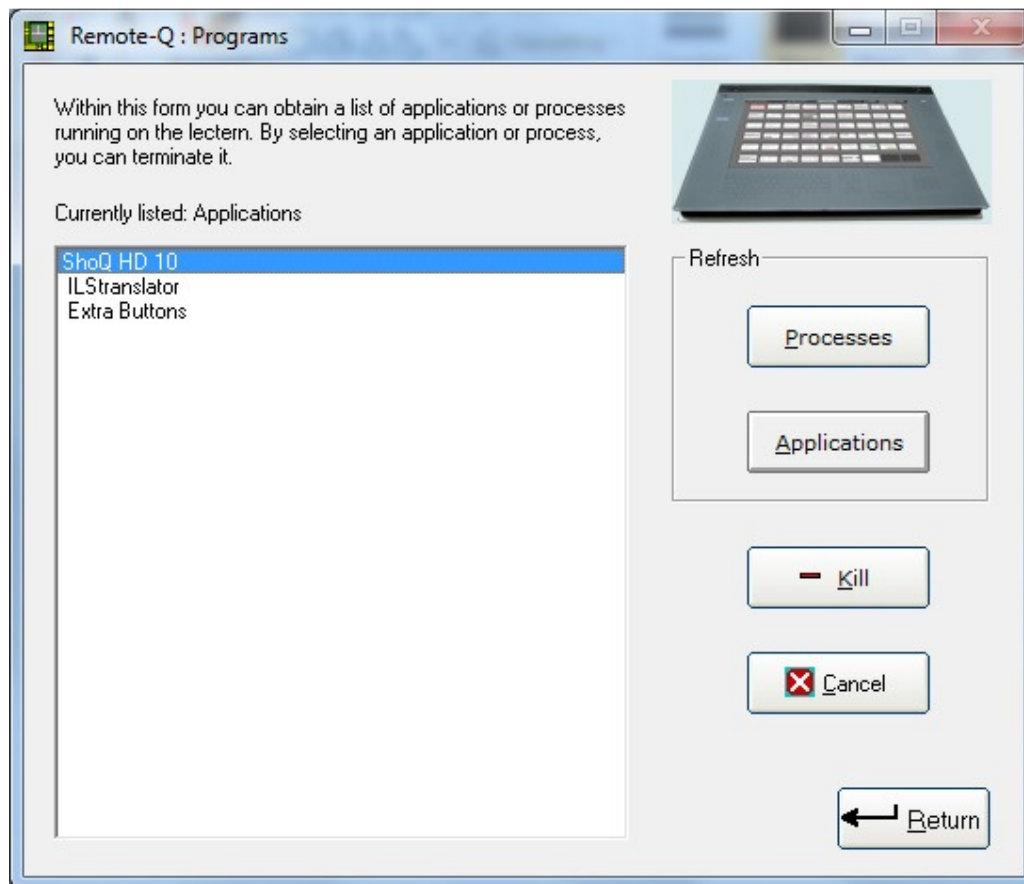 Remote-Q : Programs
Within this form you can obtain a list of applications or processes
running on the lectern. By selecting an application or process,
you can terminate it.
Currently listed: Applications
ShoQ HD 10
ILStranslator
Extra Buttons
Refresh
Processes
Applications
Kill
Cancel
Return